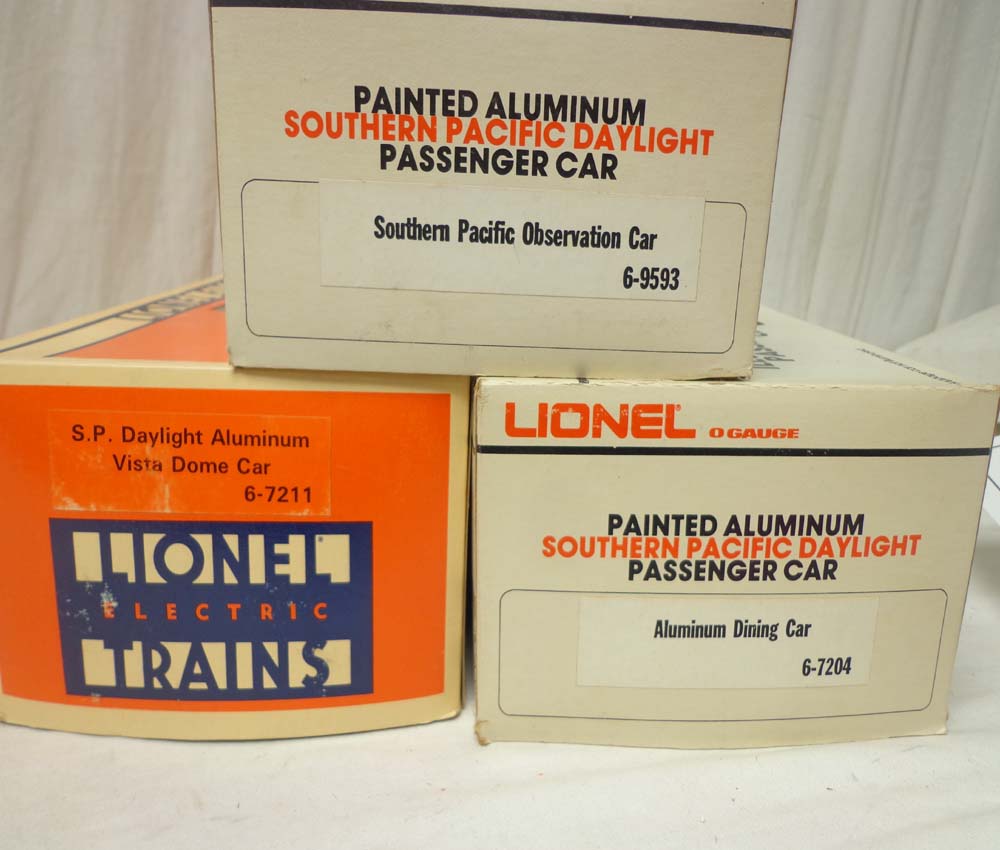 PAINTED ALUMINUM
SOUTHERN PACIFIC DAYLIGHT
PASSENGER CAR
Southern Pacific Observation Car
6-9593
S.P. Daylight Aluminum
Vista Dome Car
6-7211
LIONEL
ELECTRIC
TRAINS
LIONEL O GAUGE
PAINTED ALUMINUM
SOUTHERN PACIFIC DAYLIGHT
PASSENGER CAR
Aluminum Dining Car
6-7204